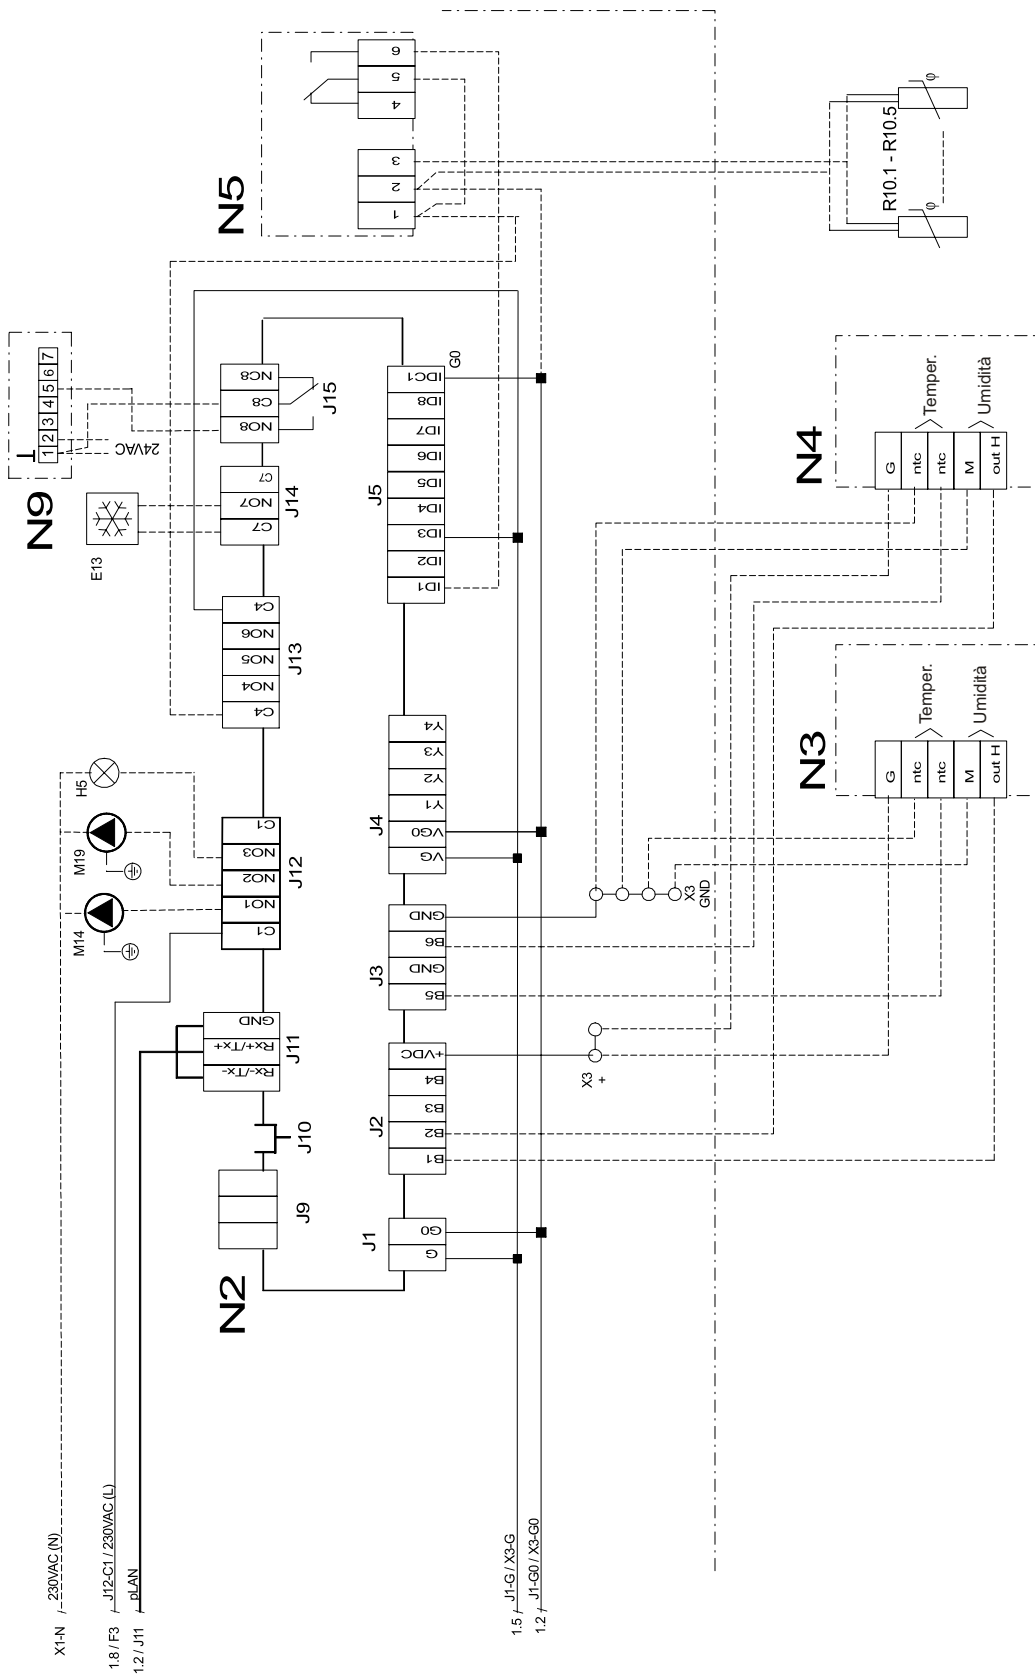 X1-N / 230VAC (N)
1.8 / F3 / J12-C1 / 230VAC (L)
1.2 / J11 / pLAN
1.5 / J1-G / X3-G
1.2 / J1-G0 / X3-G0
N2
J9
J10
J11
Rx-/Tx-
Rx+/Tx+
GND
J12
C1
NO1
NO2
NO3
C1
M14
M19
H5
J13
C4
NO4
NO5
NO6
C4
J14
C7
NO7
C7
E13
J15
NO8
C8
NC8
N9
T
1 2 3 4 5 6 7
24VAC
N5
1
2
3
4
5
6
J1
G
G0
J2
B1
B2
B3
B4
+VDC
J3
B5
GND
B6
GND
J4
VG
VG0
Y1
Y2
Y3
Y4
J5
ID1
ID2
ID3
ID4
ID5
ID6
ID7
ID8
IDC1
G0
X3
+
X3
GND
N3
G
ntc
ntc
M
out H
Temper.
Umidità
N4
G
ntc
ntc
M
out H
Temper.
Umidità
R10.1 - R10.5
φ
φ